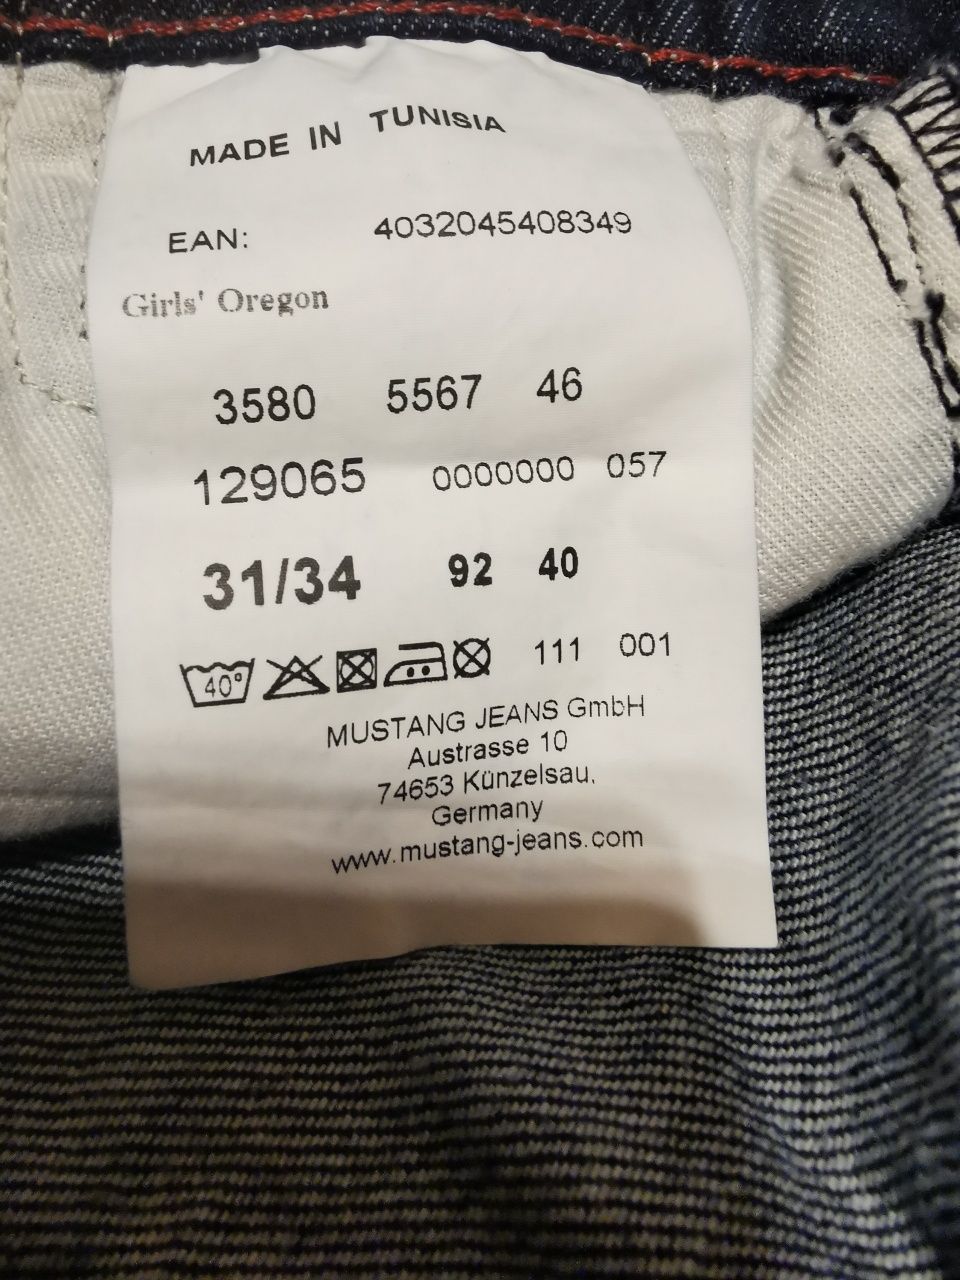 MADE IN TUNISIA
EAN: 4032045408349
Girls' Oregon
3580 5567 46
129065 0000000 057
31/34 92 40
40° 111 001
MUSTANG JEANS GmbH
Austrasse 10
74653 Künzelsau,
Germany
www.mustang-jeans.com